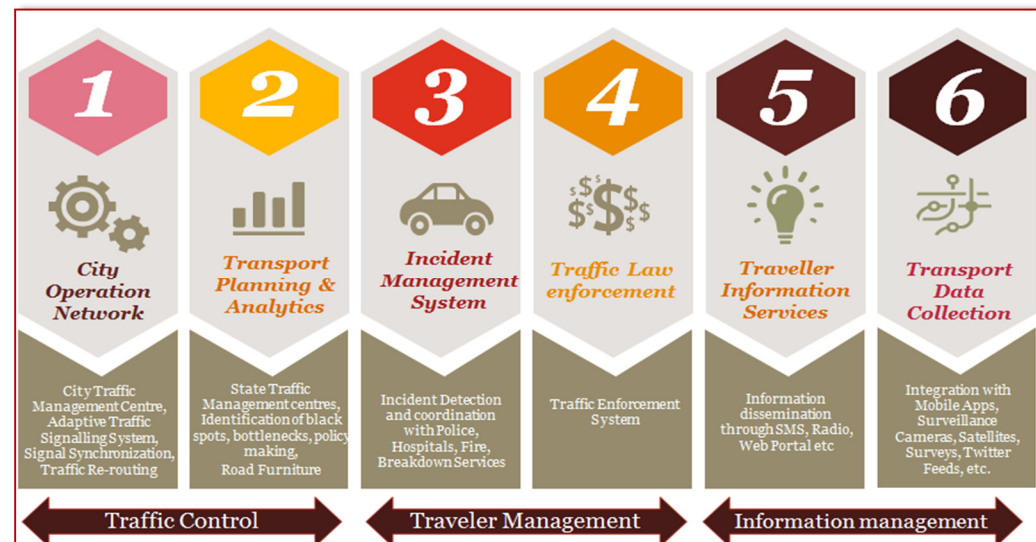 1
City
Operation
Network
City Traffic
Management Centre,
Adaptive Traffic
Signalling System,
Signal Synchronization,
Traffic Re-routing
2
Transport
Planning &
Analytics
State Traffic
Management centres,
Identification of black
spots, bottlenecks, policy
making,
Road Furniture
3
Incident
Management
System
Incident Detection
and coordination
with Police,
Hospitals, Fire,
Breakdown Services
4
Traffic Law
enforcement
Traffic Enforcement
System
5
Traveller
Information
Services
Information
dissemination
through SMS, Radio,
Web Portal etc
6
Transport
Data
Collection
Integration with
Mobile Apps,
Surveillance
Cameras, Satellites,
Surveys, Twitter
Feeds, etc.
Traffic Control
Traveler Management
Information management